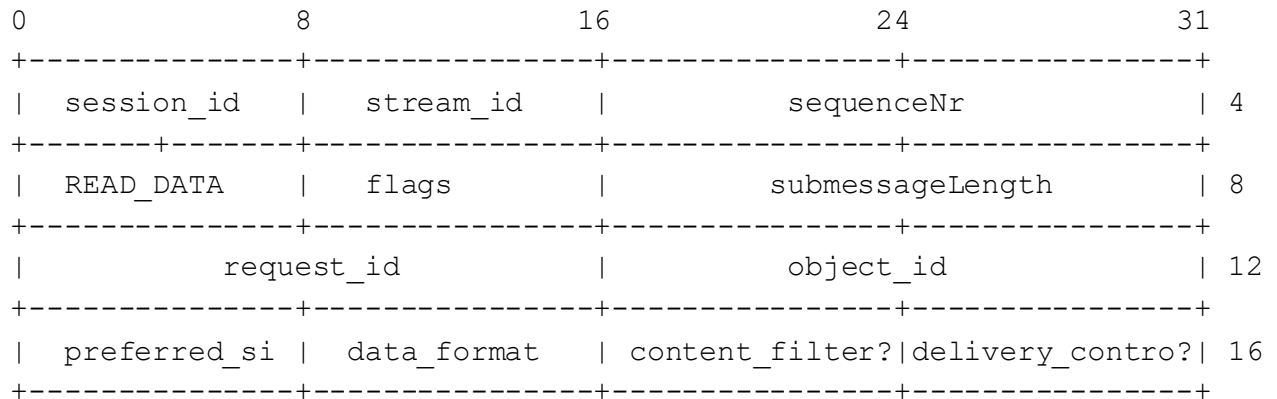 0 8 16 24 31
+---------------+---------------+---------------+---------------+
| session_id | stream_id | sequenceNr | 4
+-------+-------+---------------+---------------+---------------+
| READ_DATA | flags | submessageLength | 8
+---------------+---------------+---------------+---------------+
| request_id | object_id | 12
+---------------+---------------+---------------+---------------+
| preferred_si | data_format | content_filter?|delivery_contro?| 16
+---------------+---------------+---------------+---------------+